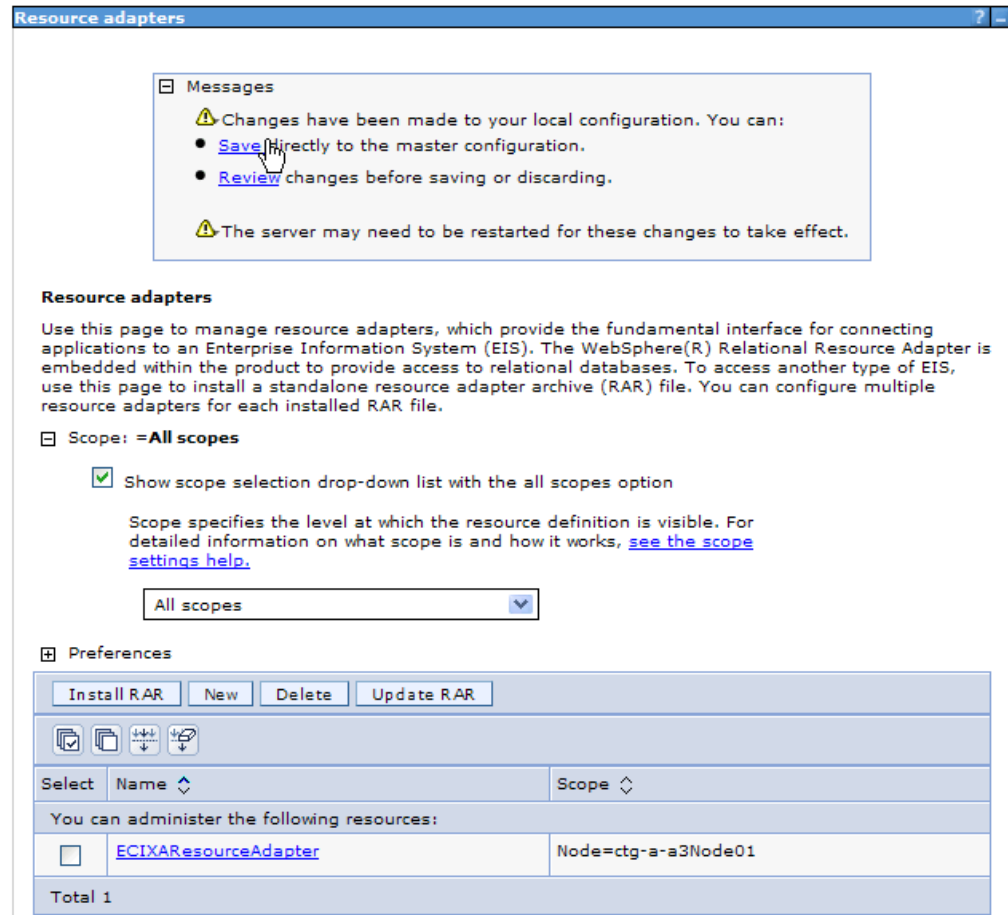 Resource adapters ? –
Messages
Changes have been made to your local configuration. You can:
Save directly to the master configuration.
Review changes before saving or discarding.
The server may need to be restarted for these changes to take effect.
Resource adapters
Use this page to manage resource adapters, which provide the fundamental interface for connecting
applications to an Enterprise Information System (EIS). The WebSphere(R) Relational Resource Adapter is
embedded within the product to provide access to relational databases. To access another type of EIS,
use this page to install a standalone resource adapter archive (RAR) file. You can configure multiple
resource adapters for each installed RAR file.
Scope: =All scopes
Show scope selection drop-down list with the all scopes option
Scope specifies the level at which the resource definition is visible. For
detailed information on what scope is and how it works, see the scope
settings help.
All scopes
Preferences
Install RAR New Delete Update RAR
Select Name Scope
You can administer the following resources:
ECIXAResourceAdapter Node=ctg-a-a3Node01
Total 1